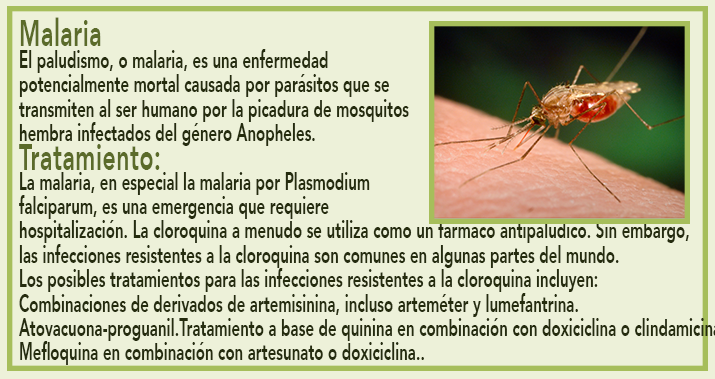 Malaria
El paludismo, o malaria, es una enfermedad
potencialmente mortal causada por parásitos que se
transmiten al ser humano por la picadura de mosquitos
hembra infectados del género Anopheles.
Tratamiento:
La malaria, en especial la malaria por Plasmodium
falciparum, es una emergencia que requiere
hospitalización. La cloroquina a menudo se utiliza como un fármaco antipalúdico. Sin embargo,
las infecciones resistentes a la cloroquina son comunes en algunas partes del mundo.
Los posibles tratamientos para las infecciones resistentes a la cloroquina incluyen:
Combinaciones de derivados de artemisinina, incluso arteméter y lumefantrina.
Atovacuona-proguanil.Tratamiento a base de quinina en combinación con doxiciclina o clindamicina
Mefloquina en combinación con artesunato o doxiciclina..